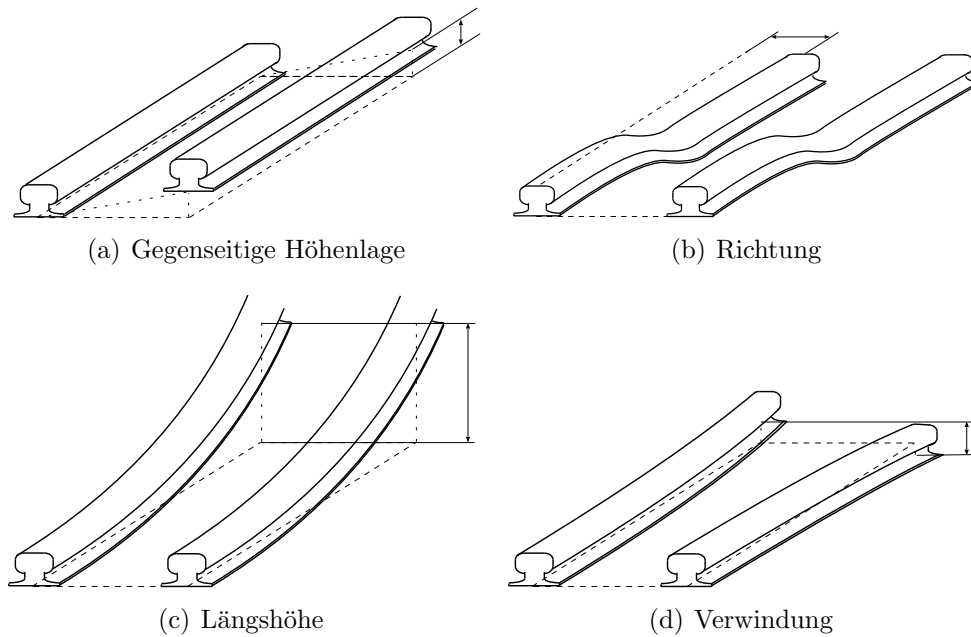 (a) Gegenseitige Höhenlage
(b) Richtung
(c) Längshöhe
(d) Verwindung